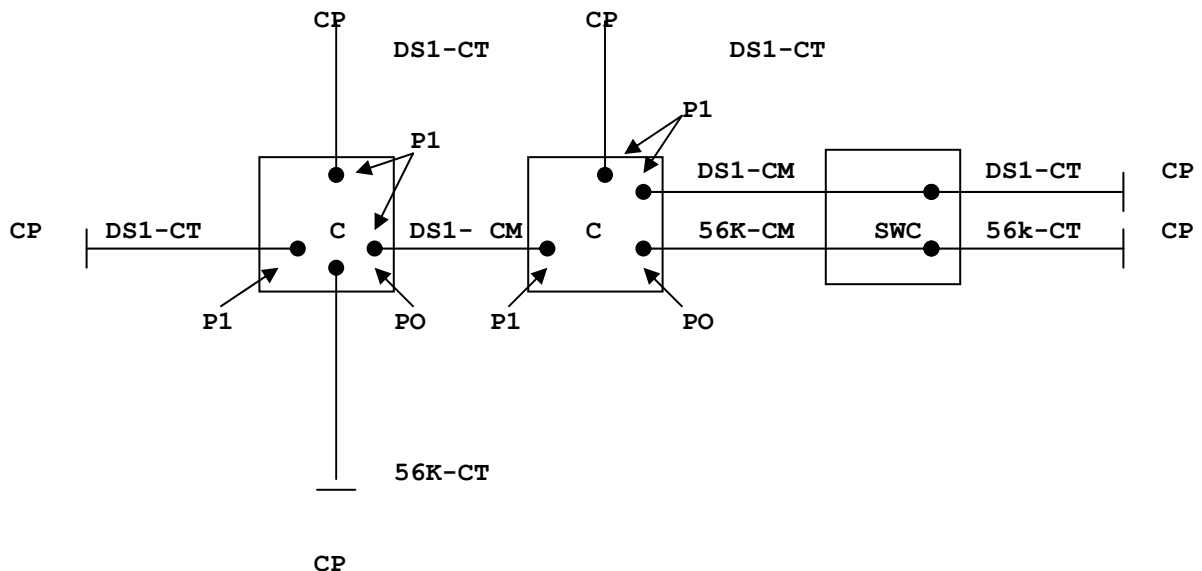 CP CP
DS1-CT DS1-CT
P1
P1
DS1-CM DS1-CT CP
CP DS1-CT C DS1- CM C 56K-CM SWC 56k-CT CP
P1 PO P1 PO
56K-CT
CP